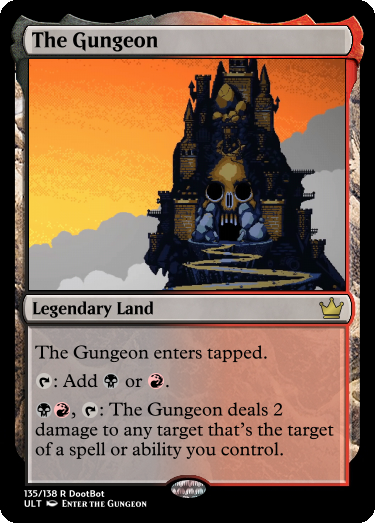 The Gungeon
Legendary Land
The Gungeon enters tapped.
: Add or .
, : The Gungeon deals 2
damage to any target that's the target
of a spell or ability you control.
135/138 R DootBot
ULT Enter the Gungeon